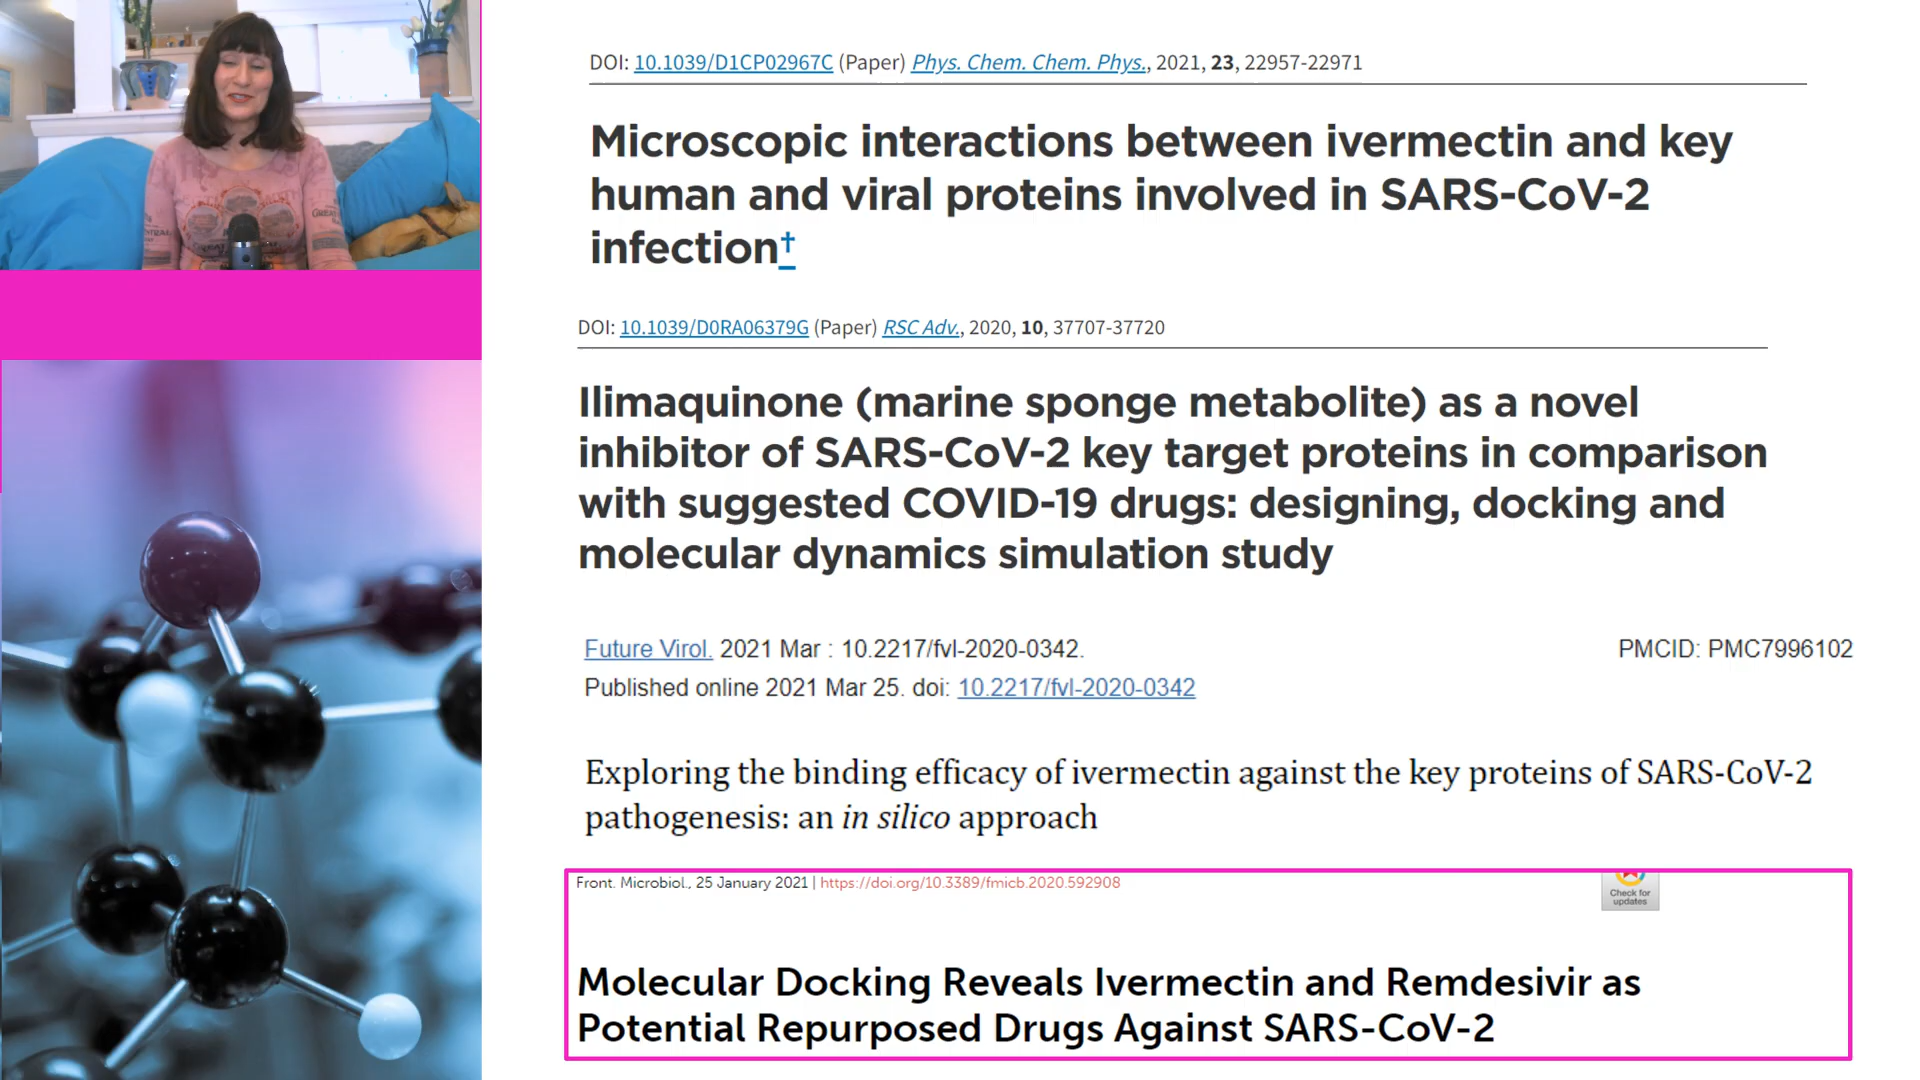 DOI: 10.1039/D1CP02967C (Paper) Phys. Chem. Chem. Phys., 2021, 23, 22957-22971
Microscopic interactions between ivermectin and key
human and viral proteins involved in SARS-CoV-2
infection†
DOI: 10.1039/D0RA06379G (Paper) RSC Adv., 2020, 10, 37707-37720
Ilimaquinone (marine sponge metabolite) as a novel
inhibitor of SARS-CoV-2 key target proteins in comparison
with suggested COVID-19 drugs: designing, docking and
molecular dynamics simulation study
Future Virol. 2021 Mar : 10.2217/fvl-2020-0342. PMCID: PMC7996102
Published online 2021 Mar 25. doi: 10.2217/fvl-2020-0342
Exploring the binding efficacy of ivermectin against the key proteins of SARS-CoV-2
pathogenesis: an in silico approach
Front. Microbiol., 25 January 2021 | https://doi.org/10.3389/fmicb.2020.592908
Check for
updates
Molecular Docking Reveals Ivermectin and Remdesivir as
Potential Repurposed Drugs Against SARS-CoV-2